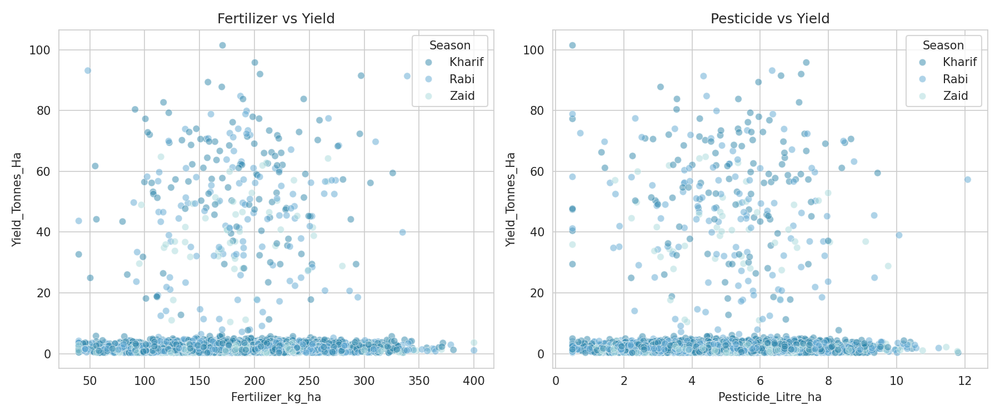 Fertilizer vs Yield
Yield_Tonnes_Ha
100
80
60
40
20
0
Season
Kharif
Rabi
Zaid
50 100 150 200 250 300 350 400
Fertilizer_kg_ha
Pesticide vs Yield
Yield_Tonnes_Ha
100
80
60
40
20
0
Season
Kharif
Rabi
Zaid
0 2 4 6 8 10 12
Pesticide_Litre_ha